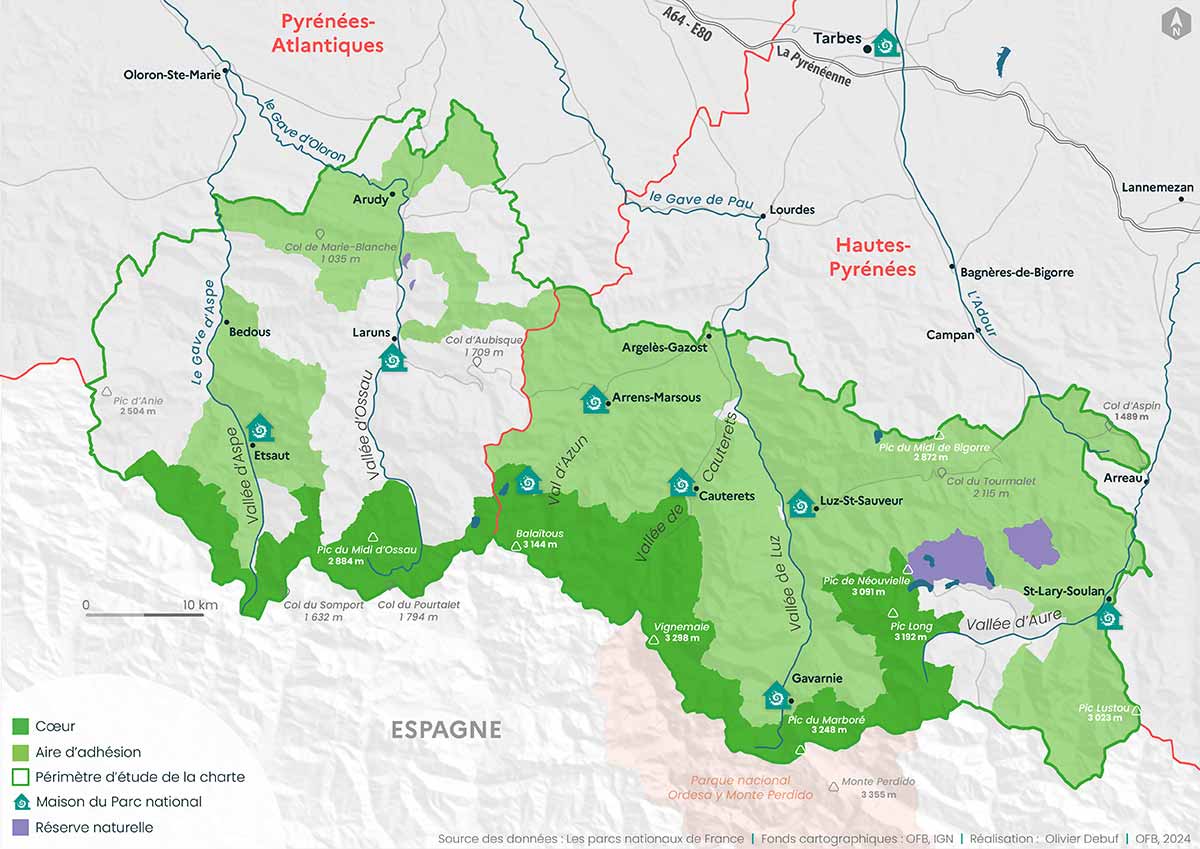 Pyrénées-
Atlantiques
A64 - E80
Tarbes
N
La Pyrénéenne
Oloron-Ste-Marie
le Gave d'Oloron
Lannemezan
Arudy
le Gave de Pau
Lourdes
Col de Marie-Blanche
1 035 m
Hautes-
Pyrénées
Bagnères-de-Bigorre
Le Gave d'Aspe
L'Adour
Bedous
Laruns
Col d'Aubisque
1 709 m
Argelès-Gazost
Campan
Pic d'Anie
2 504 m
Arrens-Marsous
Col d'Aspin
1 489 m
Vallée d'Ossau
Etsaut
Vallée d'Aspe
Val d'Azun
Vallée de Cauterets
Pic du Midi de Bigorre
2 872 m
Col du Tourmalet
2 115 m
Arreau
Cauterets
Luz-St-Sauveur
Pic du Midi d'Ossau
2 884 m
Balaïtous
3 144 m
Vallée de Luz
Pic de Néouvielle
3 091 m
St-Lary-Soulan
0
10 km
Col du Somport
1 632 m
Col du Pourtalet
1 794 m
Vignemale
3 298 m
Pic Long
3 192 m
Vallée d'Aure
Gavarnie
Pic du Marboré
3 248 m
Pic Lustou
3 023 m
ESPAGNE
Cœur
Aire d'adhésion
Périmètre d'étude de la charte
Maison du Parc national
Réserve naturelle
Parque nacional
Ordesa y Monte Perdido
Monte Perdido
3 355 m
Source des données : Les parcs nationaux de France | Fonds cartographiques : OFB, IGN | Réalisation : Olivier Debuf | OFB, 2024